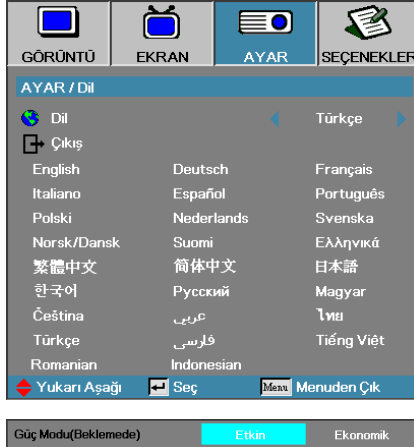 GÖRÜNTÜ EKRAN AYAR SEÇENEKLER
AYAR / Dil
Dil Türkçe
Çıkış
English Deutsch Français
Italiano Español Português
Polski Nederlands Svenska
Norsk/Dansk Suomi Ελληνικά
繁體中文 简体中文 日本語
한국어 Русский Magyar
Čeština عربي ไทย
Türkçe فارسی Tiếng Việt
Romanian Indonesian
Yukarı Aşağı Seç Menu Menuden Çık
Güç Modu(Beklemede) Etkin Ekonomik